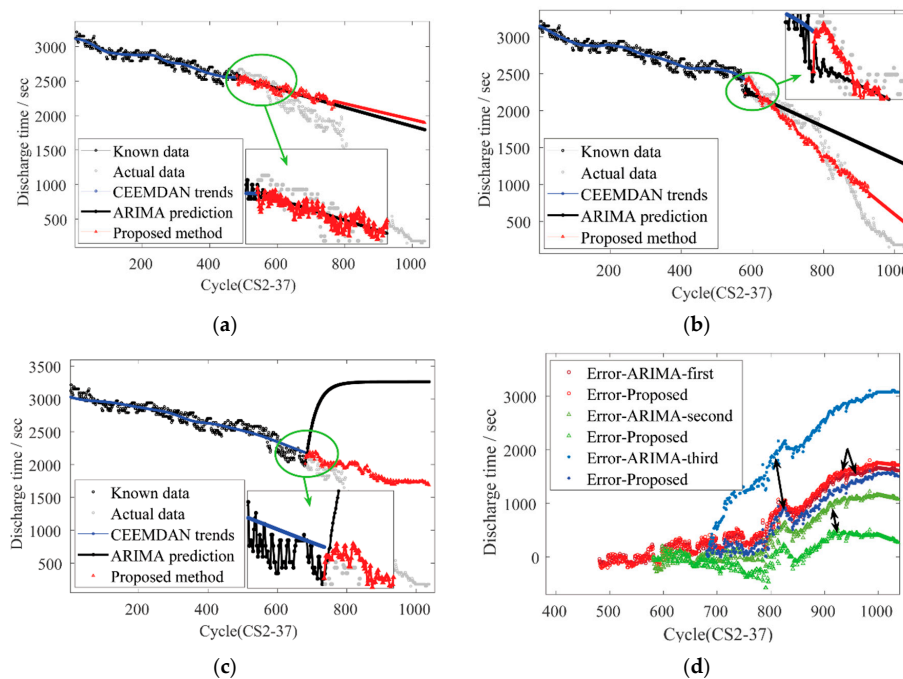 Discharge time / sec
3000
2500
2000
1500
1000
500
Known data
Actual data
CEEMDAN trends
ARIMA prediction
Proposed method
0 200 400 600 800 1000
Cycle(CS2-37)
(a)
Discharge time / sec
3000
2500
2000
1500
1000
500
Known data
Actual data
CEEMDAN trends
ARIMA prediction
Proposed method
0 200 400 600 800 1000
Cycle(CS2-37)
(b)
Discharge time / sec
3500
3000
2500
2000
1500
1000
500
Known data
Actual data
CEEMDAN trends
ARIMA prediction
Proposed method
0 200 400 600 800 1000
Cycle(CS2-37)
(c)
Discharge time / sec
3000
2000
1000
0
Error-ARIMA-first
Error-Proposed
Error-ARIMA-second
Error-Proposed
Error-ARIMA-third
Error-Proposed
400 500 600 700 800 900 1000
Cycle(CS2-37)
(d)